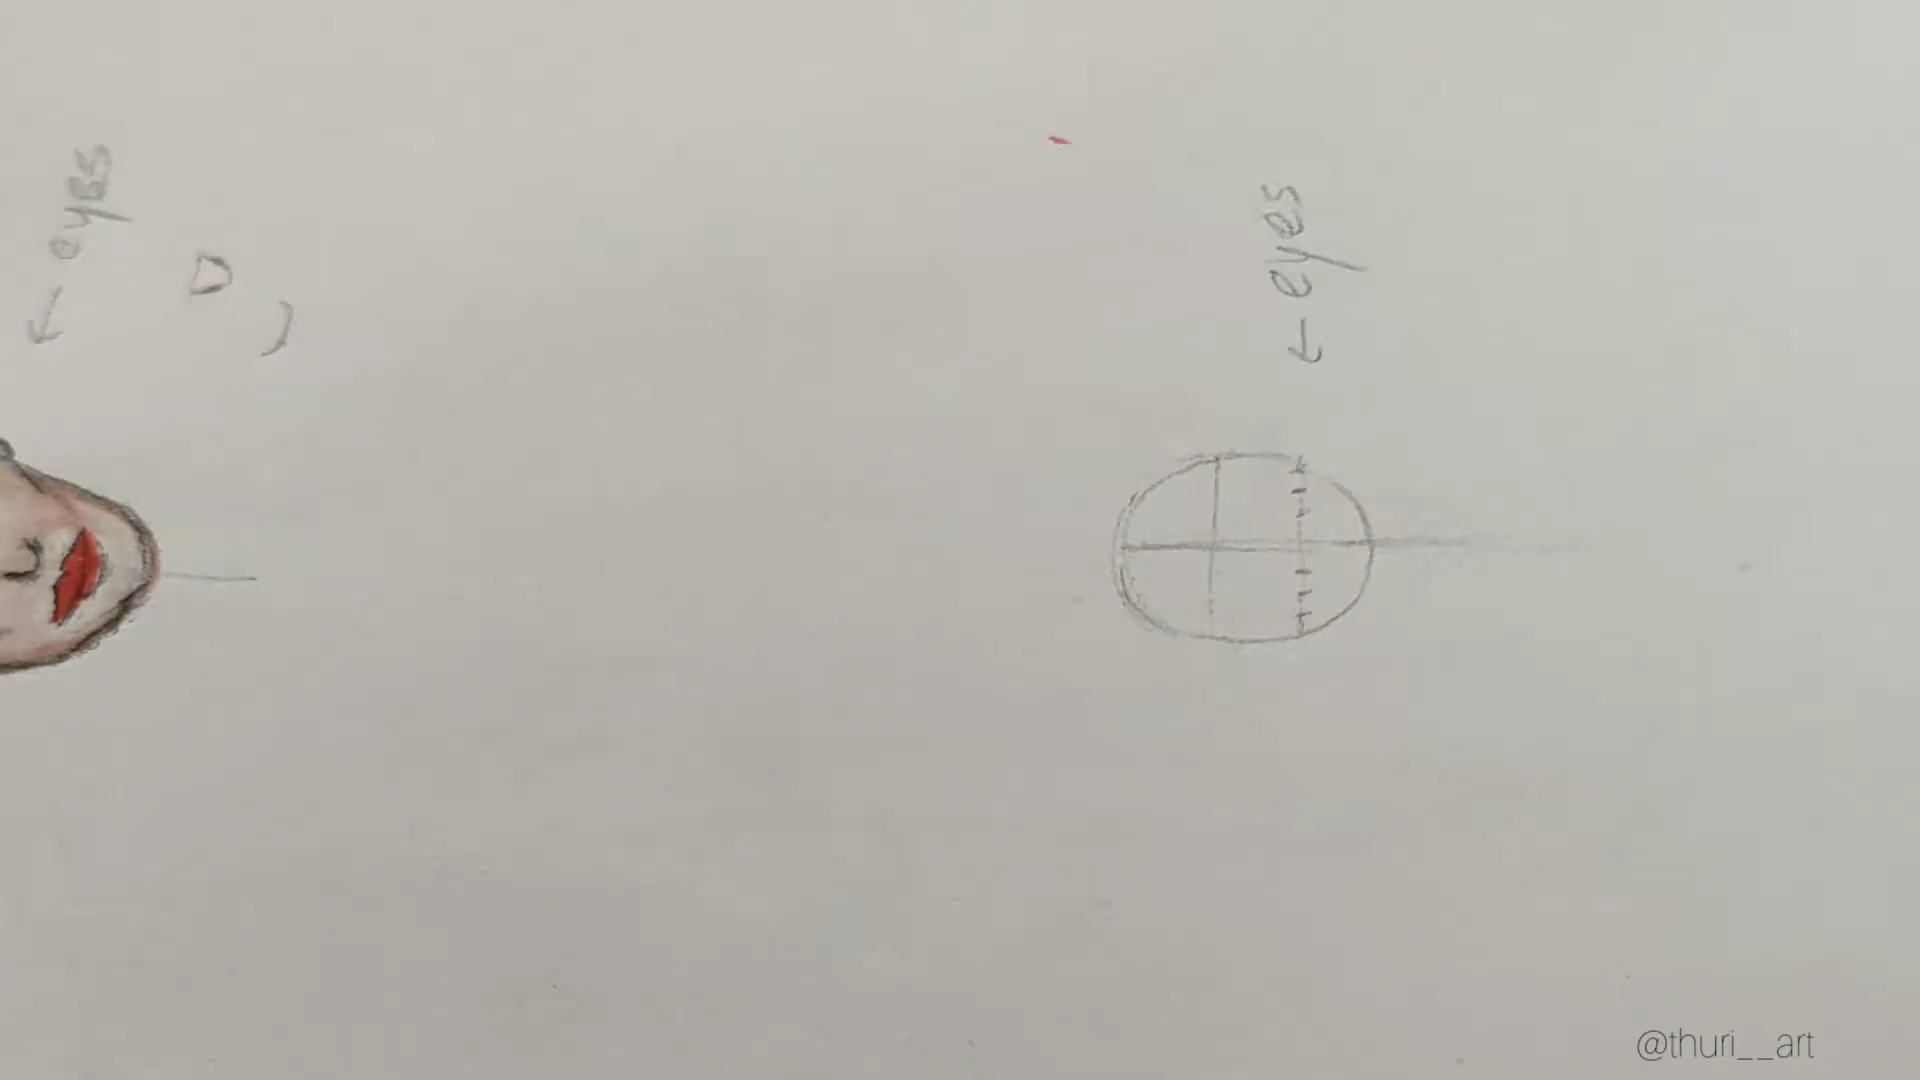 ← eyes
← eyes
@thuri__art